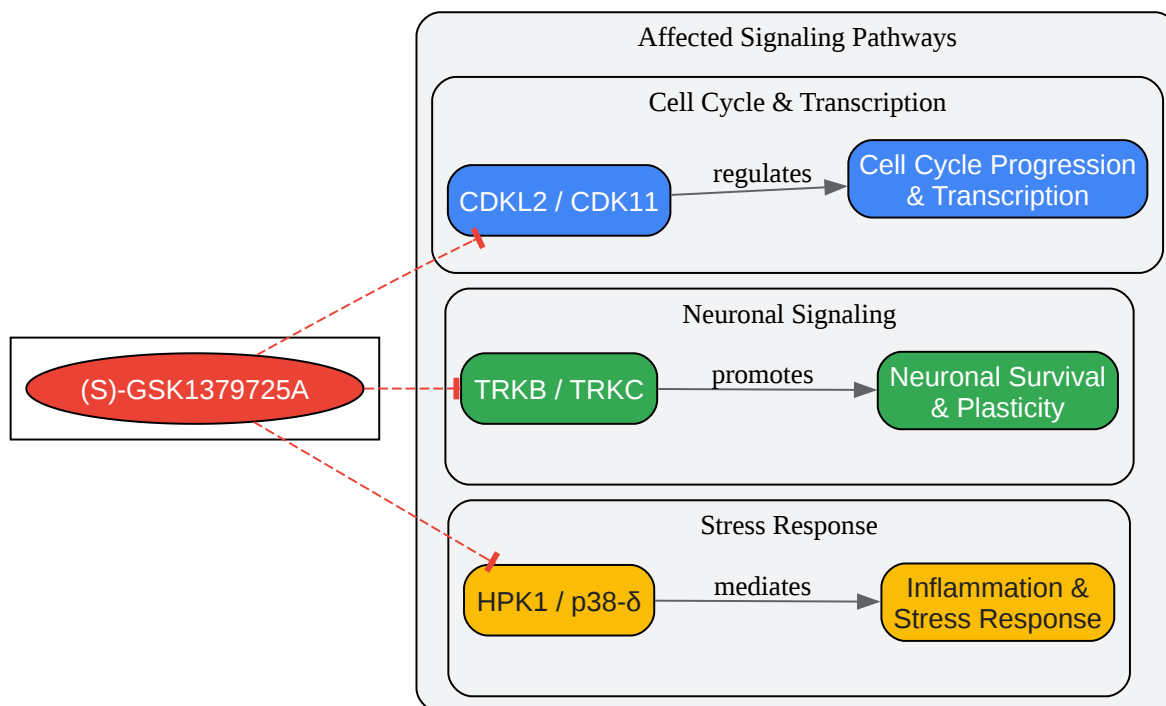 Affected Signaling Pathways
Cell Cycle & Transcription
CDKL2 / CDK11
regulates
Cell Cycle Progression
& Transcription
(S)-GSK1379725A
Neuronal Signaling
TRKB / TRKC
promotes
Neuronal Survival
& Plasticity
Stress Response
HPK1 / p38-δ
mediates
Inflammation &
Stress Response